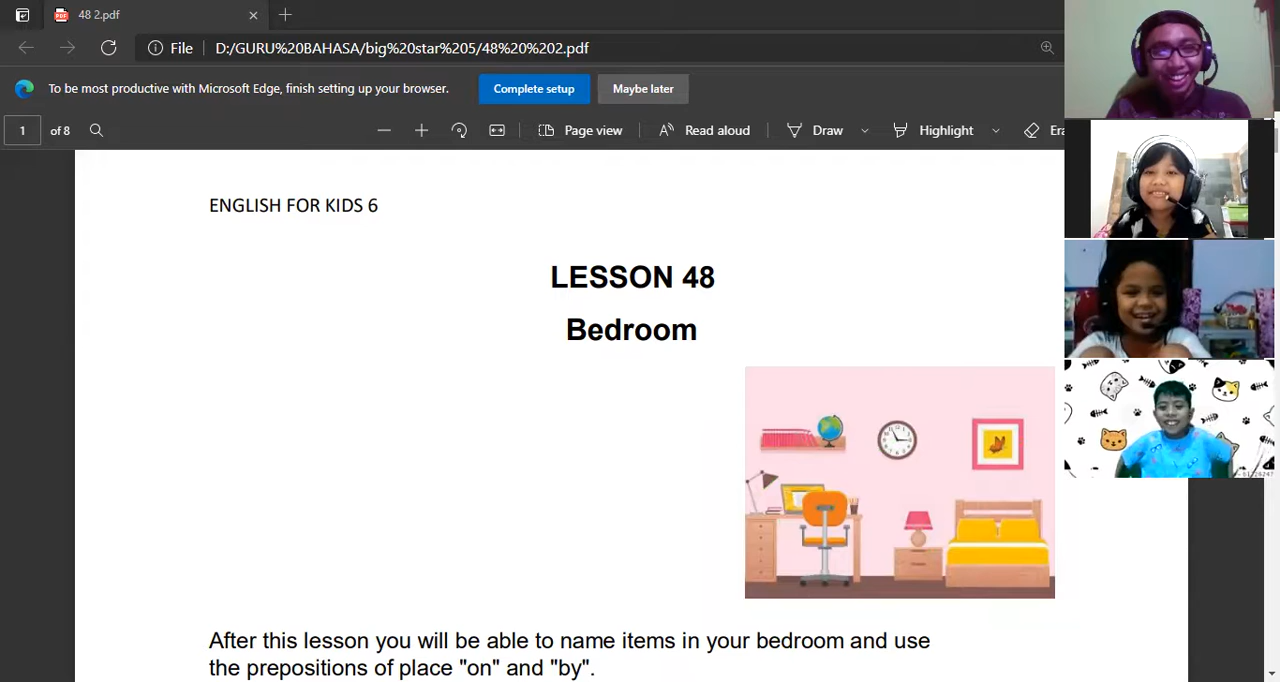 48 2.pdf
File
D:/GURU%20BAHASA/big%20star%205/48%20%202.pdf
To be most productive with Microsoft Edge, finish setting up your browser.
Complete setup
Maybe later
1 of 8
Page view
Read aloud
Draw
Highlight
ENGLISH FOR KIDS 6
LESSON 48
Bedroom
After this lesson you will be able to name items in your bedroom and use
the prepositions of place "on" and "by".